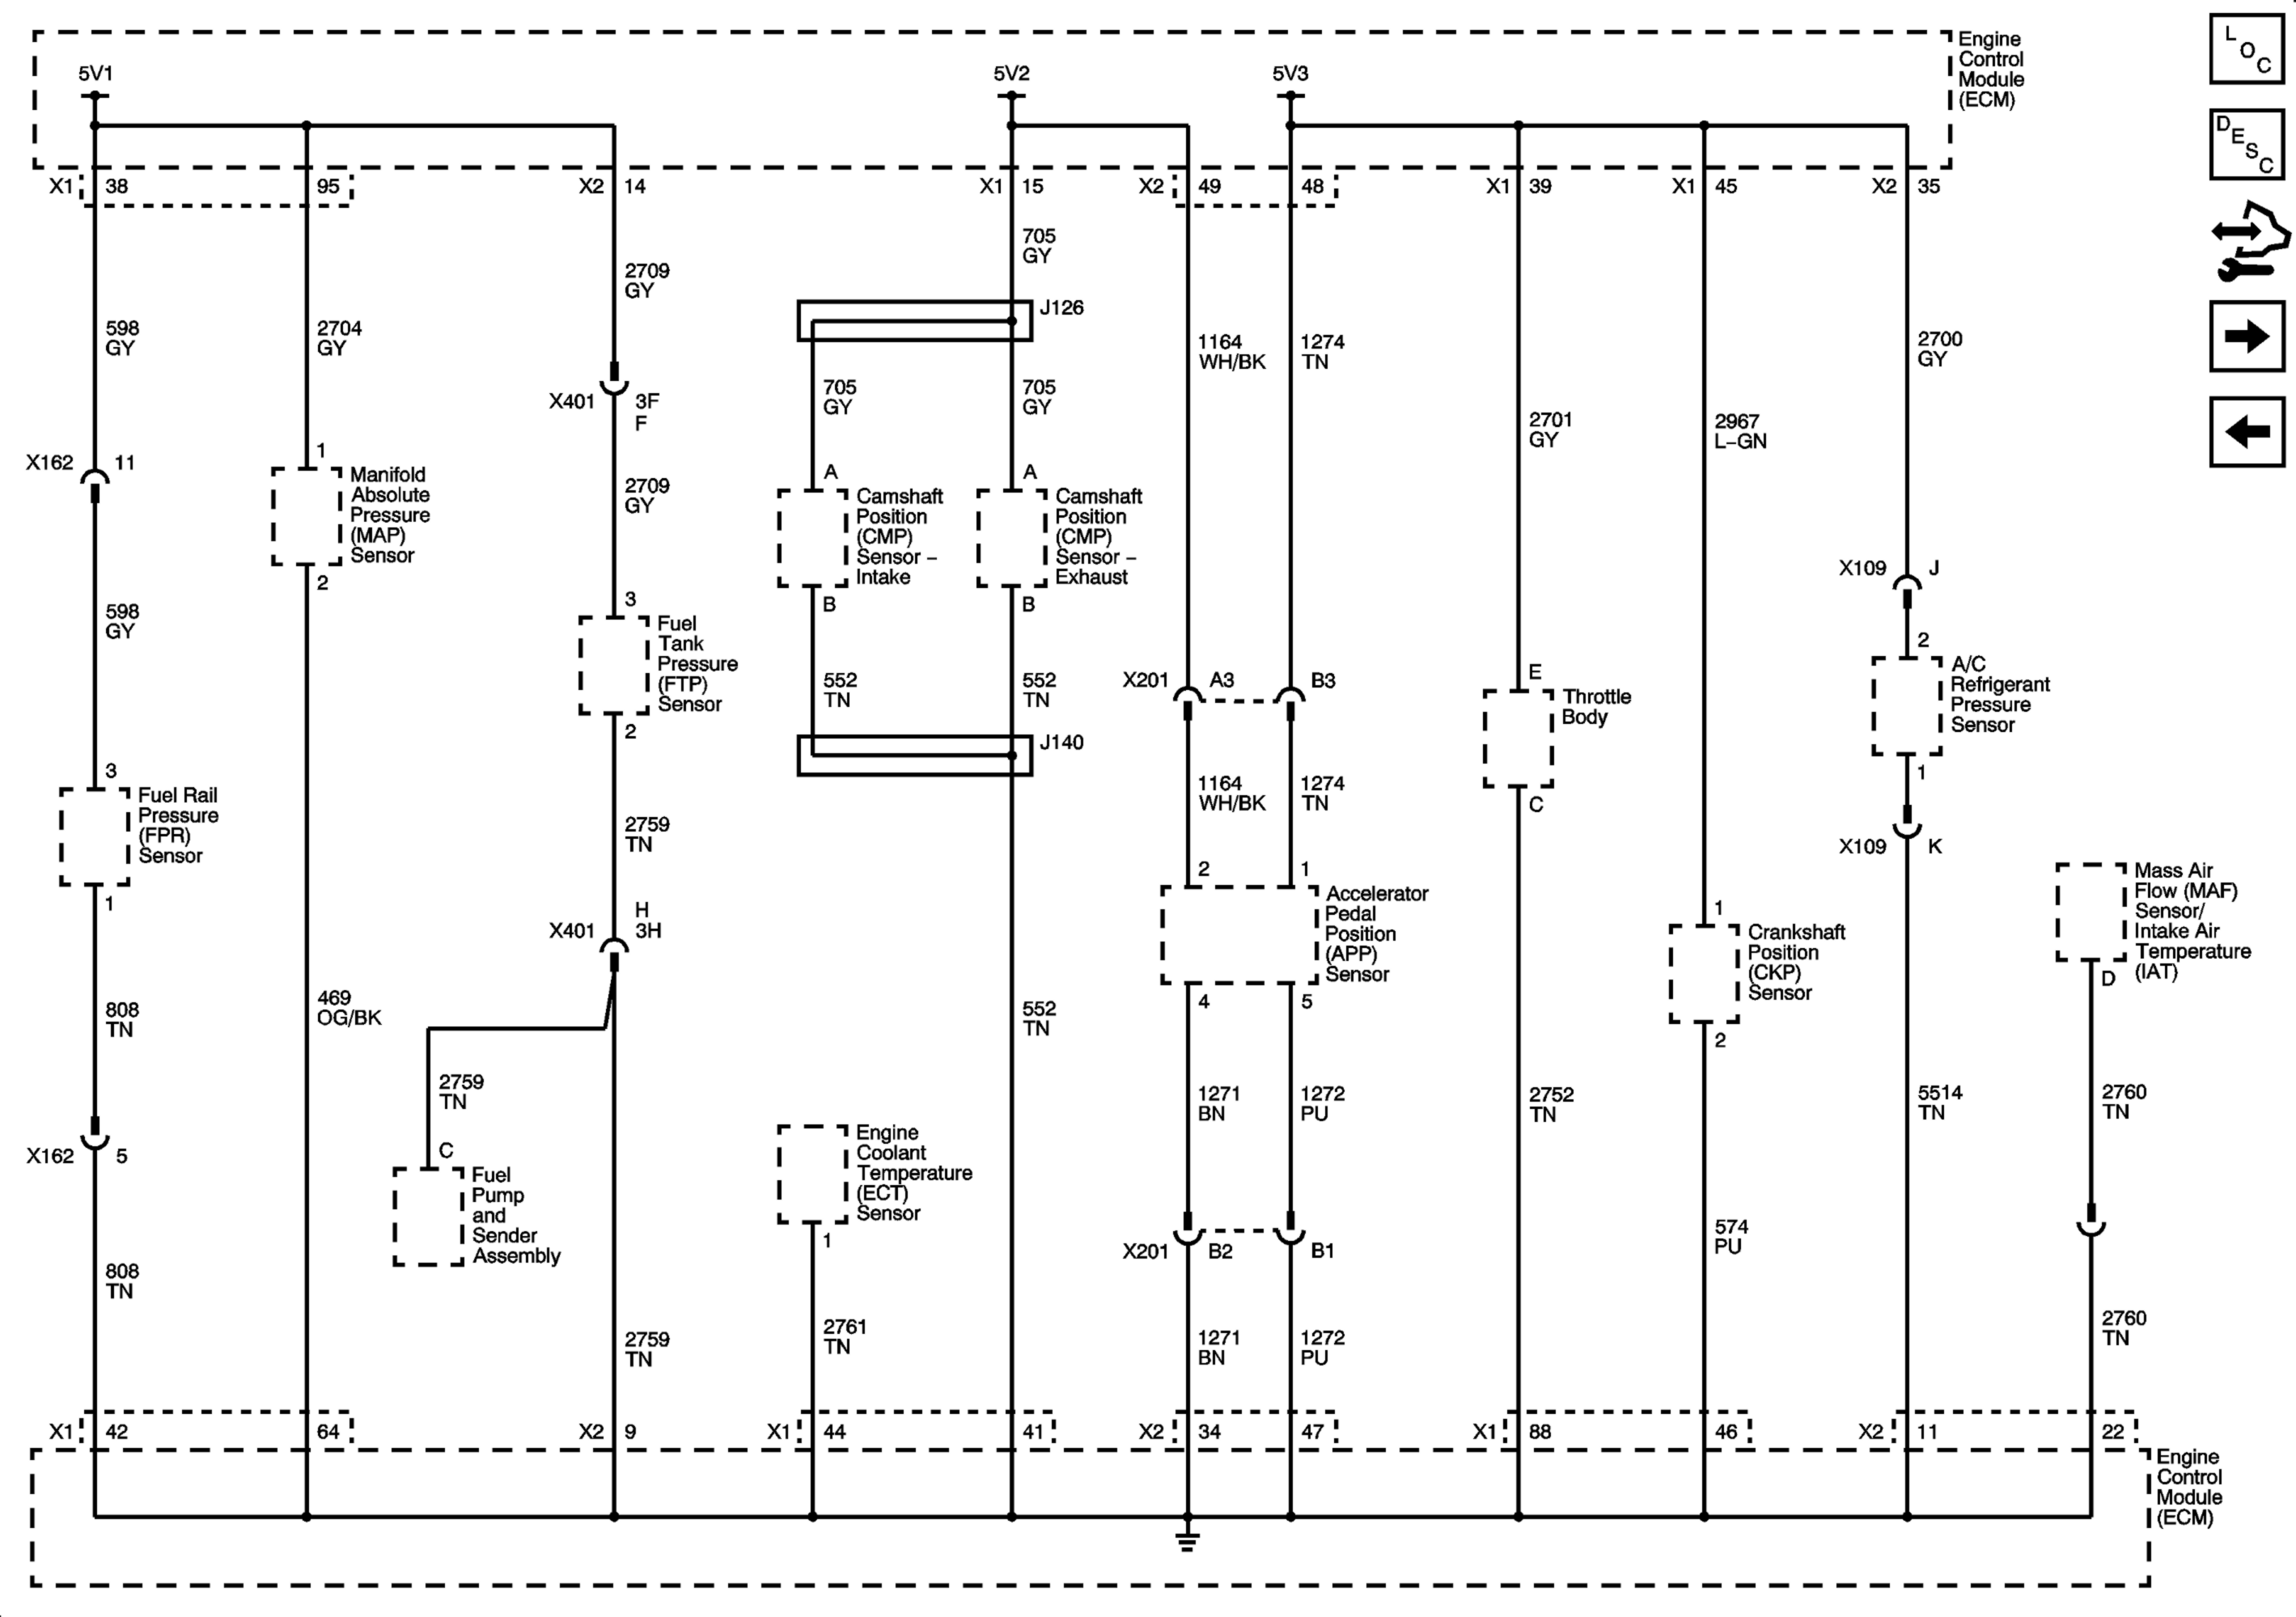 Engine
Control
Module
(ECM)
L
O
C
5V1
5V2
5V3
D
E
S
C
X1 38
95
X2 14
X1 15
X2 49
48
X1 39
X1 45
X2 35
705
GY
2709
GY
J126
598
GY
2704
GY
1164
WH/BK
1274
TN
2700
GY
705
GY
705
GY
X401 3F
F
2701
GY
2967
L-GN
X162 11
1
Manifold
Absolute
Pressure
(MAP)
Sensor
2
2709
GY
A
Camshaft
Position
(CMP)
Sensor –
Intake
B
A
Camshaft
Position
(CMP)
Sensor –
Exhaust
B
X109 J
598
GY
3
Fuel
Tank
Pressure
(FTP)
Sensor
2
2
A/C
Refrigerant
Pressure
Sensor
1
552
TN
552
TN
X201 A3
B3
E
Throttle
Body
C
J140
3
Fuel Rail
Pressure
(FPR)
Sensor
1
2759
TN
1164
WH/BK
1274
TN
X109 K
2
1
Accelerator
Pedal
Position
(APP)
Sensor
4
5
Mass Air
Flow (MAF)
Sensor/
Intake Air
Temperature
(IAT)
D
H
X401 3H
1
Crankshaft
Position
(CKP)
Sensor
2
808
TN
469
OG/BK
552
TN
2759
TN
1271
BN
1272
PU
2752
TN
5514
TN
2760
TN
X162 5
C
Fuel
Pump
and
Sender
Assembly
Engine
Coolant
Temperature
(ECT)
Sensor
1
574
PU
X201 B2
B1
808
TN
2759
TN
2761
TN
1271
BN
1272
PU
2760
TN
X1 42
64
X2 9
X1 44
41
X2 34
47
X1 88
46
X2 11
22
Engine
Control
Module
(ECM)